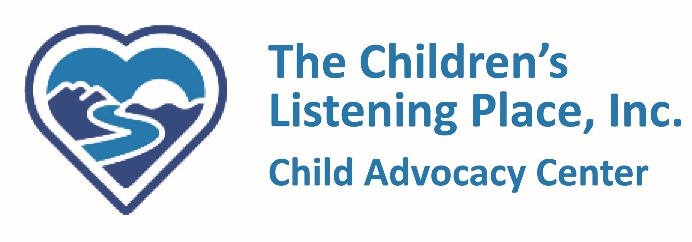 The Children’s
Listening Place, Inc.
Child Advocacy Center